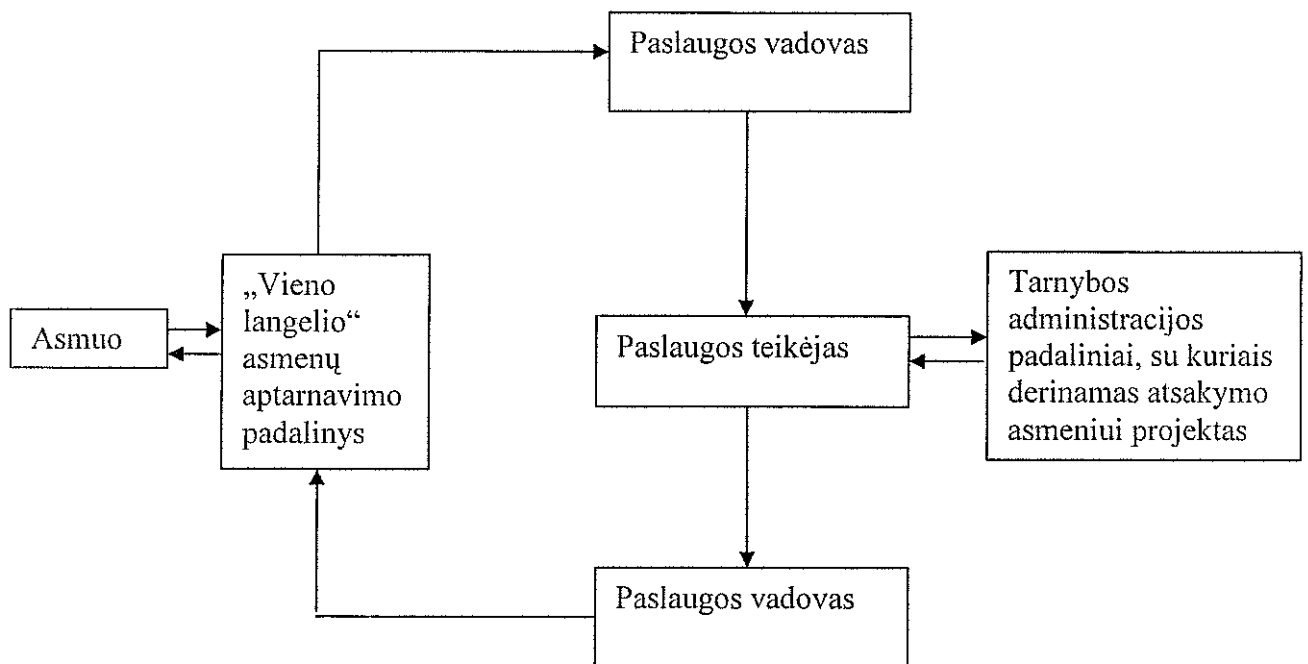 Paslaugos vadovas
Asmuo
„Vieno
langelio“
asmenų
aptarnavimo
padalinys
Paslaugos teikėjas
Tarnybos
administracijos
padaliniai, su kuriais
derinamas atsakymo
asmeniui projektas
Paslaugos vadovas